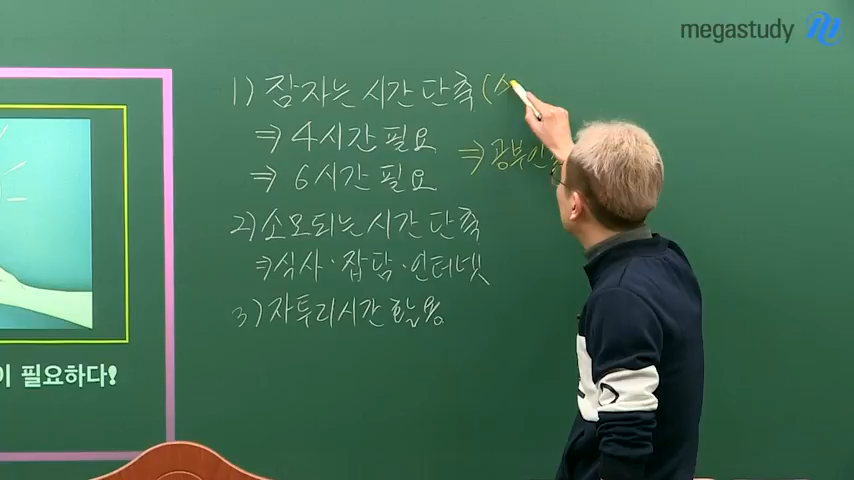 megastudy
1) 잠자는 시간 단축 (
⇒ 4시간 필요
⇒ 공부
⇒ 6시간 필요
2) 소모되는 시간 단축
⇒ 식사 · 잡담 · 인터넷
3) 자투리시간 활용
필요하다!